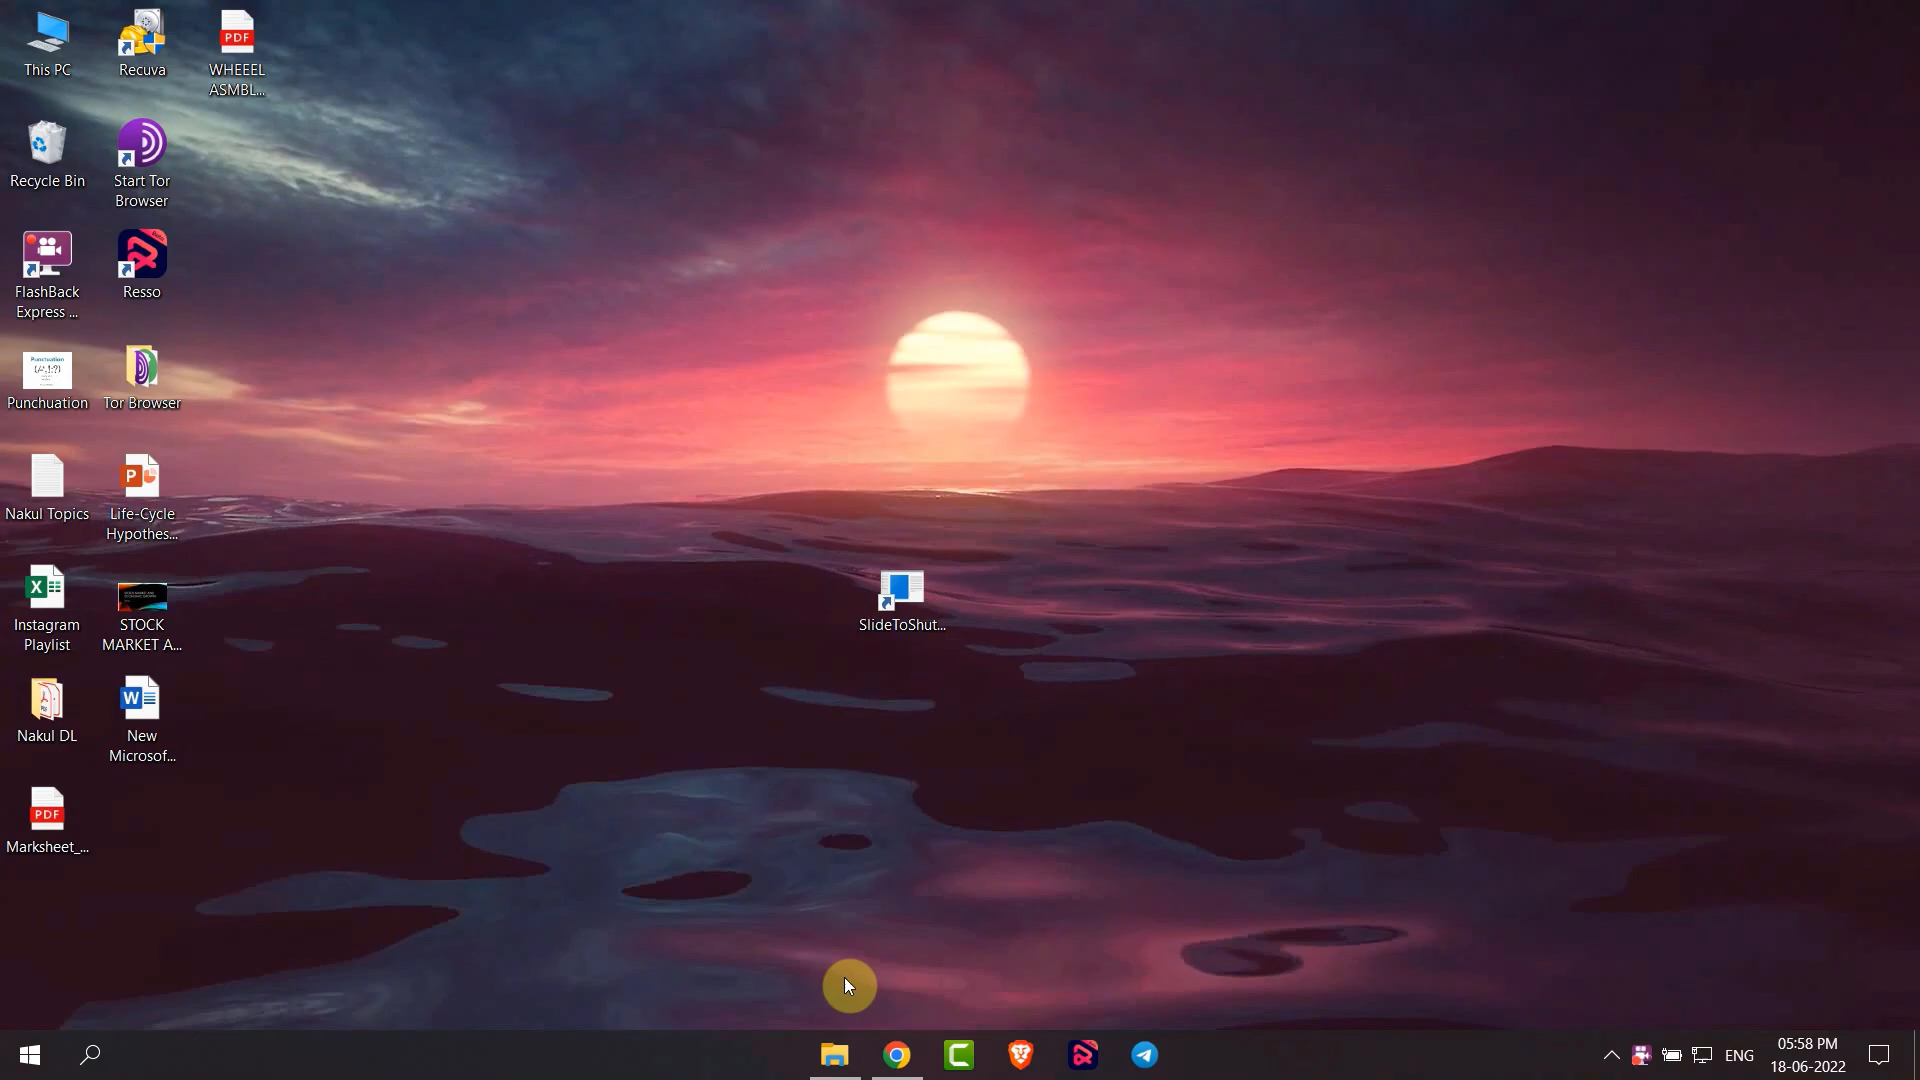 This PC
Recuva
PDF
WHEEEL
ASMBL...
Recycle Bin
Start Tor
Browser
FlashBack
Express ...
Resso
Punctuation
Punchuation
Tor Browser
Nakul Topics
Life-Cycle
Hypothes...
Instagram
Playlist
STOCK
MARKET A...
SlideToShut...
Nakul DL
New
Microsof...
PDF
Marksheet_...
ENG
05:58 PM
18-06-2022